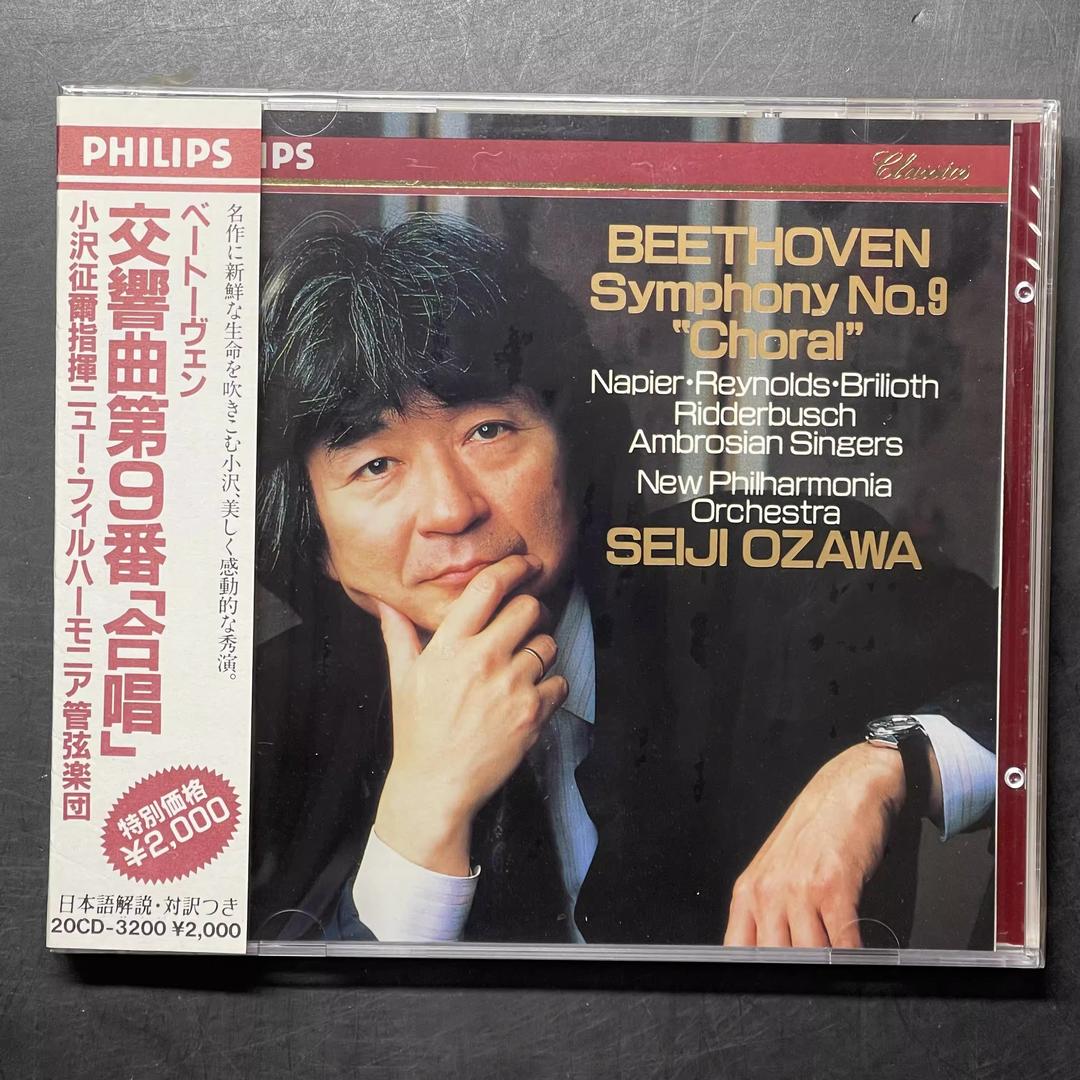 PHILIPS
名作に新鮮な生命を吹きこむ小沢、美しく感動的な秀演。
ベートーヴェン
交響曲第9番「合唱」
小沢征爾指揮ニュー・フィルハーモニア管弦楽団
特別価格
¥2,000
日本語解説・対訳つき
20CD-3200 ¥2,000
IPS
Classics
BEETHOVEN
Symphony No.9
"Choral"
Napier·Reynolds·Brilioth
Ridderbusch
Ambrosian Singers
New Philharmonia
Orchestra
SEIJI OZAWA